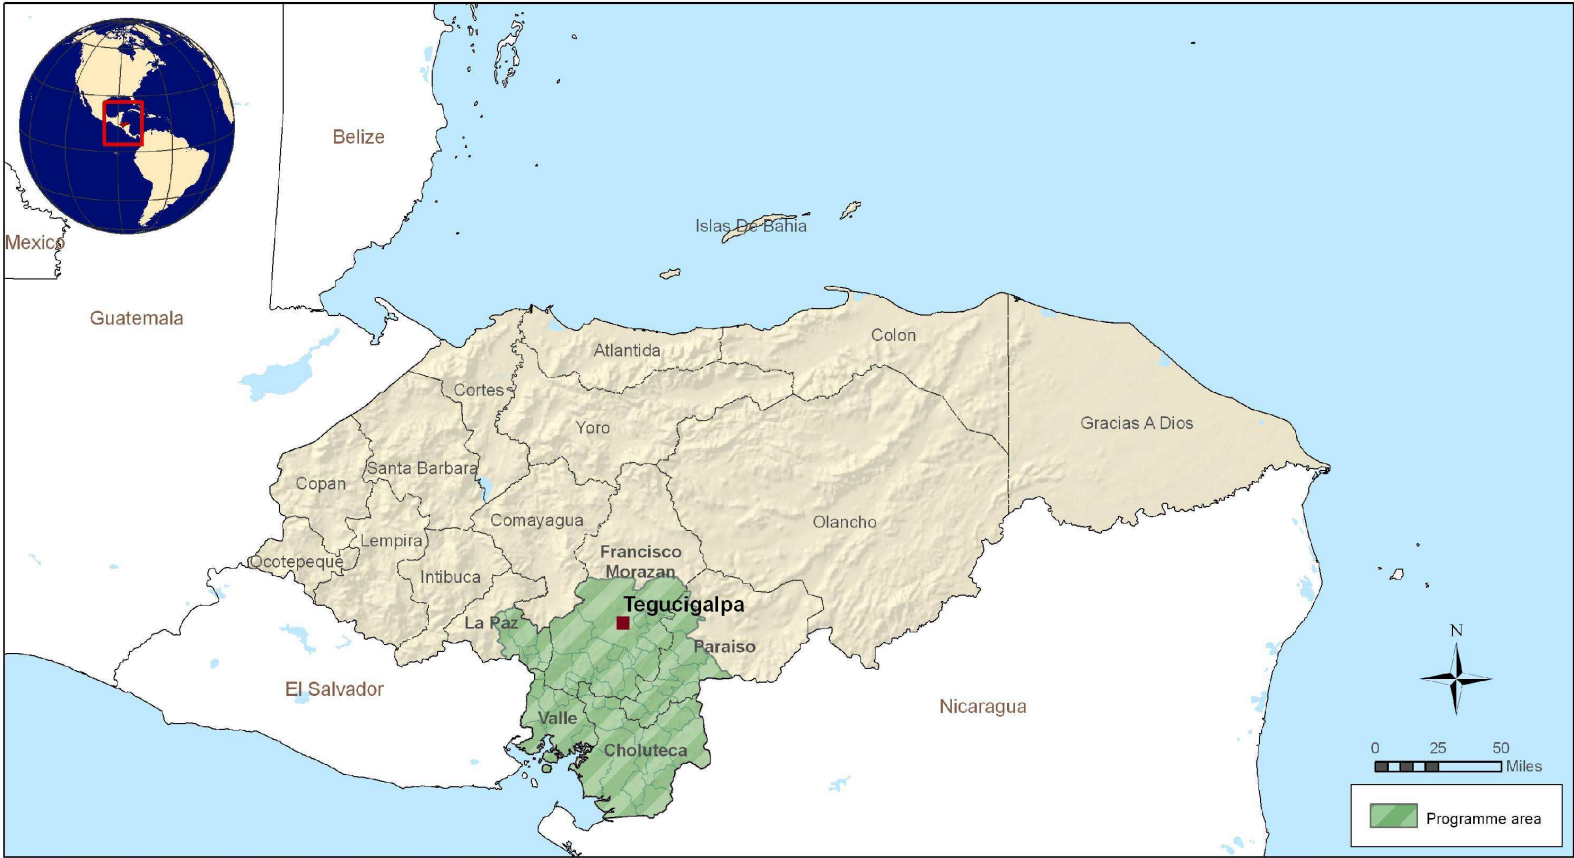 Belize
Mexico
Islas De Bahia
Guatemala
Colon
Atlantida
Cortes
Gracias A Dios
Yoro
Santa Barbara
Copan
Comayagua
Olancho
Lempira
Francisco
Morazan
Ocotepeque
Intibuca
Tegucigalpa
La Paz
Paraiso
El Salvador
Nicaragua
Valle
Choluteca
N
0 25 50
Miles
Programme area